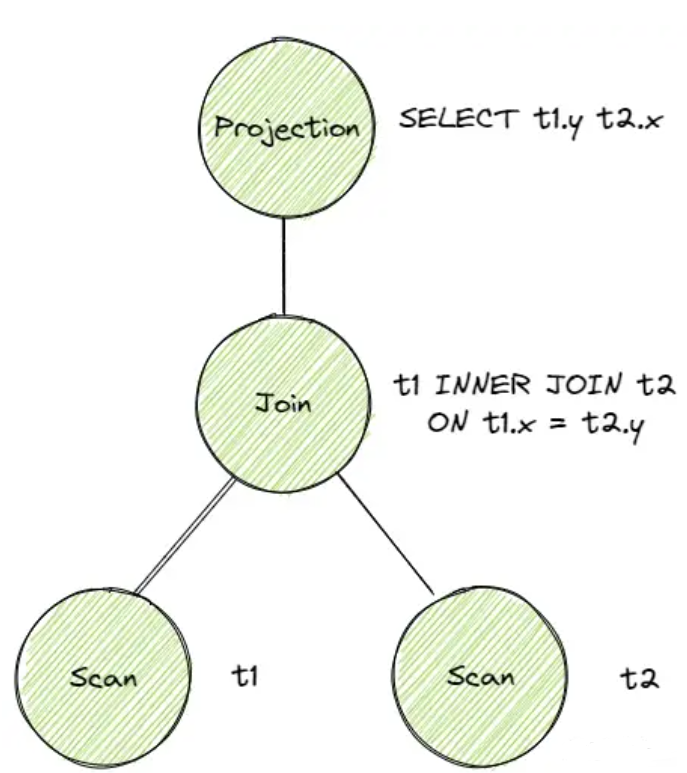 Projection
SELECT t1.y t2.x
Join
t1 INNER JOIN t2
ON t1.x = t2.y
Scan
t1
Scan
t2